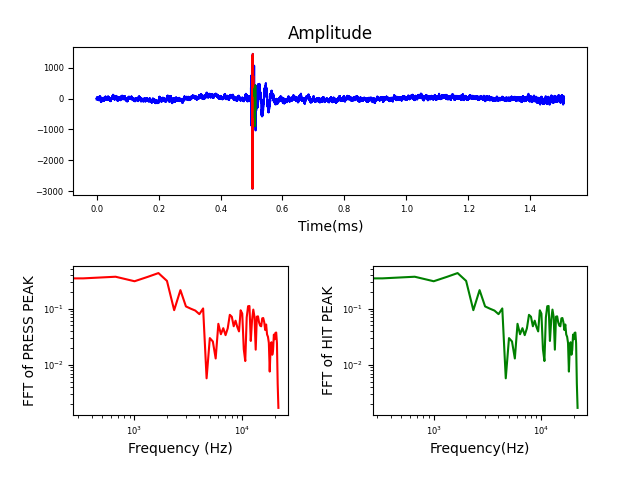 Amplitude
1000
0
−1000
−2000
−3000
0.0 0.2 0.4 0.6 0.8 1.0 1.2 1.4
Time(ms)
FFT of PRESS PEAK
10⁻¹
10⁻²
10³ 10⁴
Frequency (Hz)
FFT of HIT PEAK
10⁻¹
10⁻²
10³ 10⁴
Frequency(Hz)